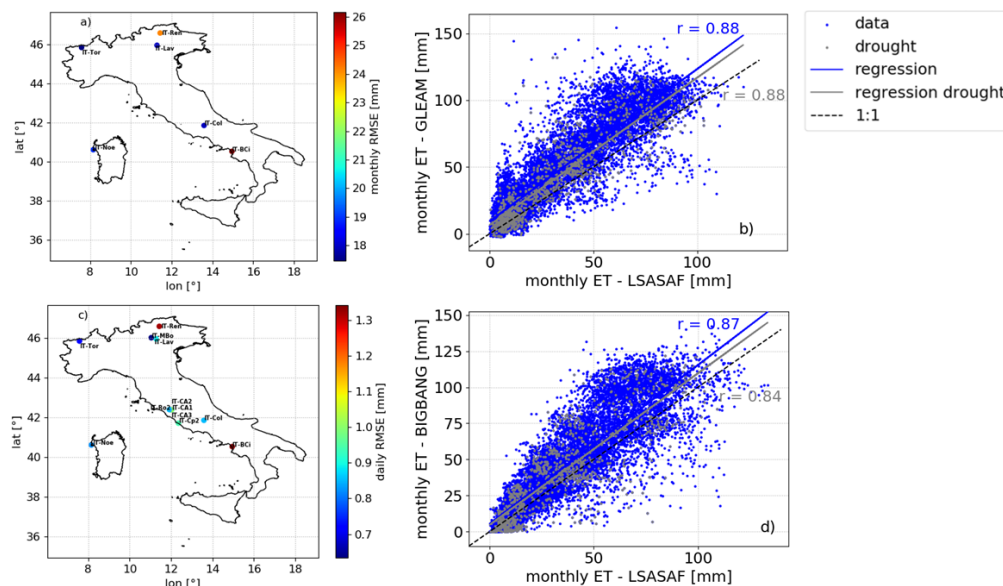 a)
IT-Ren
IT-Tor
IT-Lav
IT-Col
IT-Noe
IT-BCi
46
44
42
40
38
36
lat [°]
8 10 12 14 16 18
lon [°]
26
25
24
23
22
21
20
19
18
monthly RMSE [mm]
r = 0.88
r = 0.88
150
100
50
0
monthly ET - GLEAM [mm]
b)
0 50 100
monthly ET - LSASAF [mm]
data
drought
regression
regression drought
1:1
c)
IT-Ren
IT-MBo
IT-Lav
IT-Tor
IT-CA2
IT-CA1
IT-CA3
IT-Cp2
IT-Col
IT-Noe
IT-BCi
46
44
42
40
38
36
lat [°]
8 10 12 14 16 18
lon [°]
1.3
1.2
1.1
1.0
0.9
0.8
0.7
daily RMSE [mm]
r = 0.87
r = 0.84
150
125
100
75
50
25
0
monthly ET - BIGBANG [mm]
d)
0 50 100
monthly ET - LSASAF [mm]